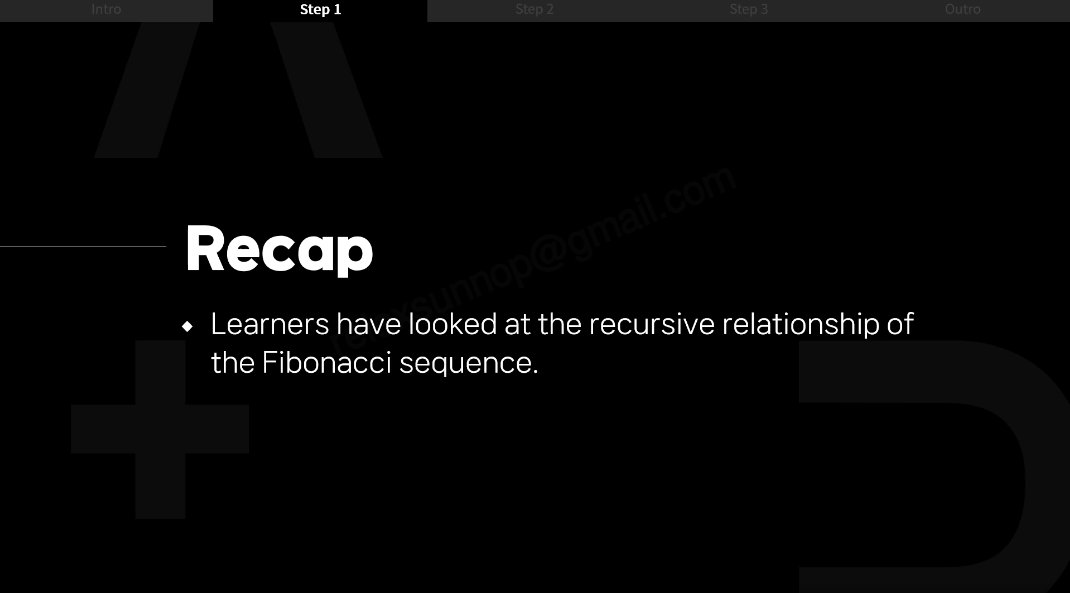 Intro
Step 1
Step 2
Step 3
Outro
Recap
Learners have looked at the recursive relationship of
the Fibonacci sequence.